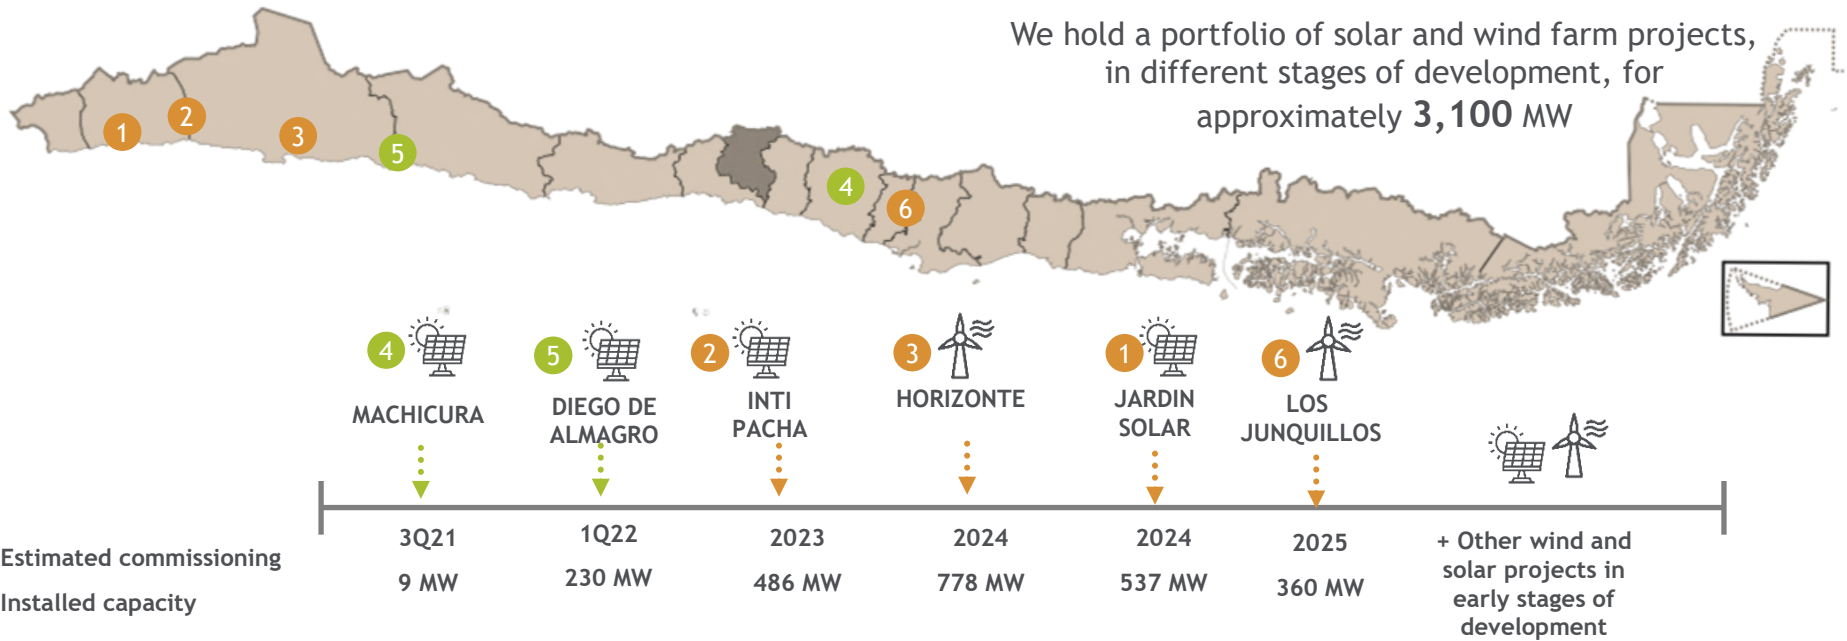 We hold a portfolio of solar and wind farm projects,
in different stages of development, for
approximately 3,100 MW
1
2
3
5
4
6
4
5
2
3
1
6
MACHICURA
DIEGO DE
ALMAGRO
INTI
PACHA
HORIZONTE
JARDIN
SOLAR
LOS
JUNQUILLOS
Estimated commissioning
3Q21
1Q22
2023
2024
2024
2025
Installed capacity
9 MW
230 MW
486 MW
778 MW
537 MW
360 MW
+ Other wind and
solar projects in
early stages of
development